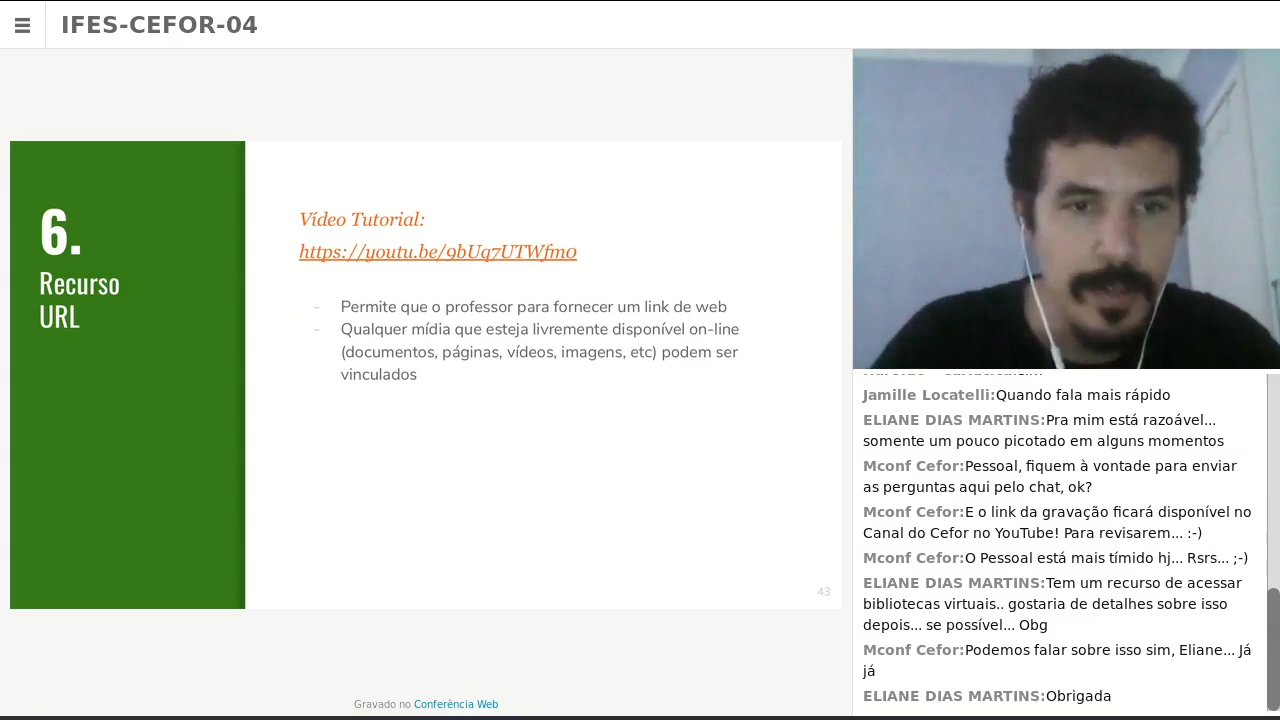 IFES-CEFOR-04
6.
Recurso
URL
Vídeo Tutorial:
https://youtu.be/9bUq7UTWfm0
- Permite que o professor para fornecer um link de web
- Qualquer mídia que esteja livremente disponível on-line
(documentos, páginas, vídeos, imagens, etc) podem ser
vinculados
43
Gravado no Conferência Web
Jamille Locatelli:Quando fala mais rápido
ELIANE DIAS MARTINS:Pra mim está razoável...
somente um pouco picotado em alguns momentos
Mconf Cefor:Pessoal, fiquem à vontade para enviar
as perguntas aqui pelo chat, ok?
Mconf Cefor:E o link da gravação ficará disponível no
Canal do Cefor no YouTube! Para revisarem... :-)
Mconf Cefor:O Pessoal está mais tímido hj... Rsrs... ;-)
ELIANE DIAS MARTINS:Tem um recurso de acessar
bibliotecas virtuais.. gostaria de detalhes sobre isso
depois... se possível... Obg
Mconf Cefor:Podemos falar sobre isso sim, Eliane... Já
já
ELIANE DIAS MARTINS:Obrigada